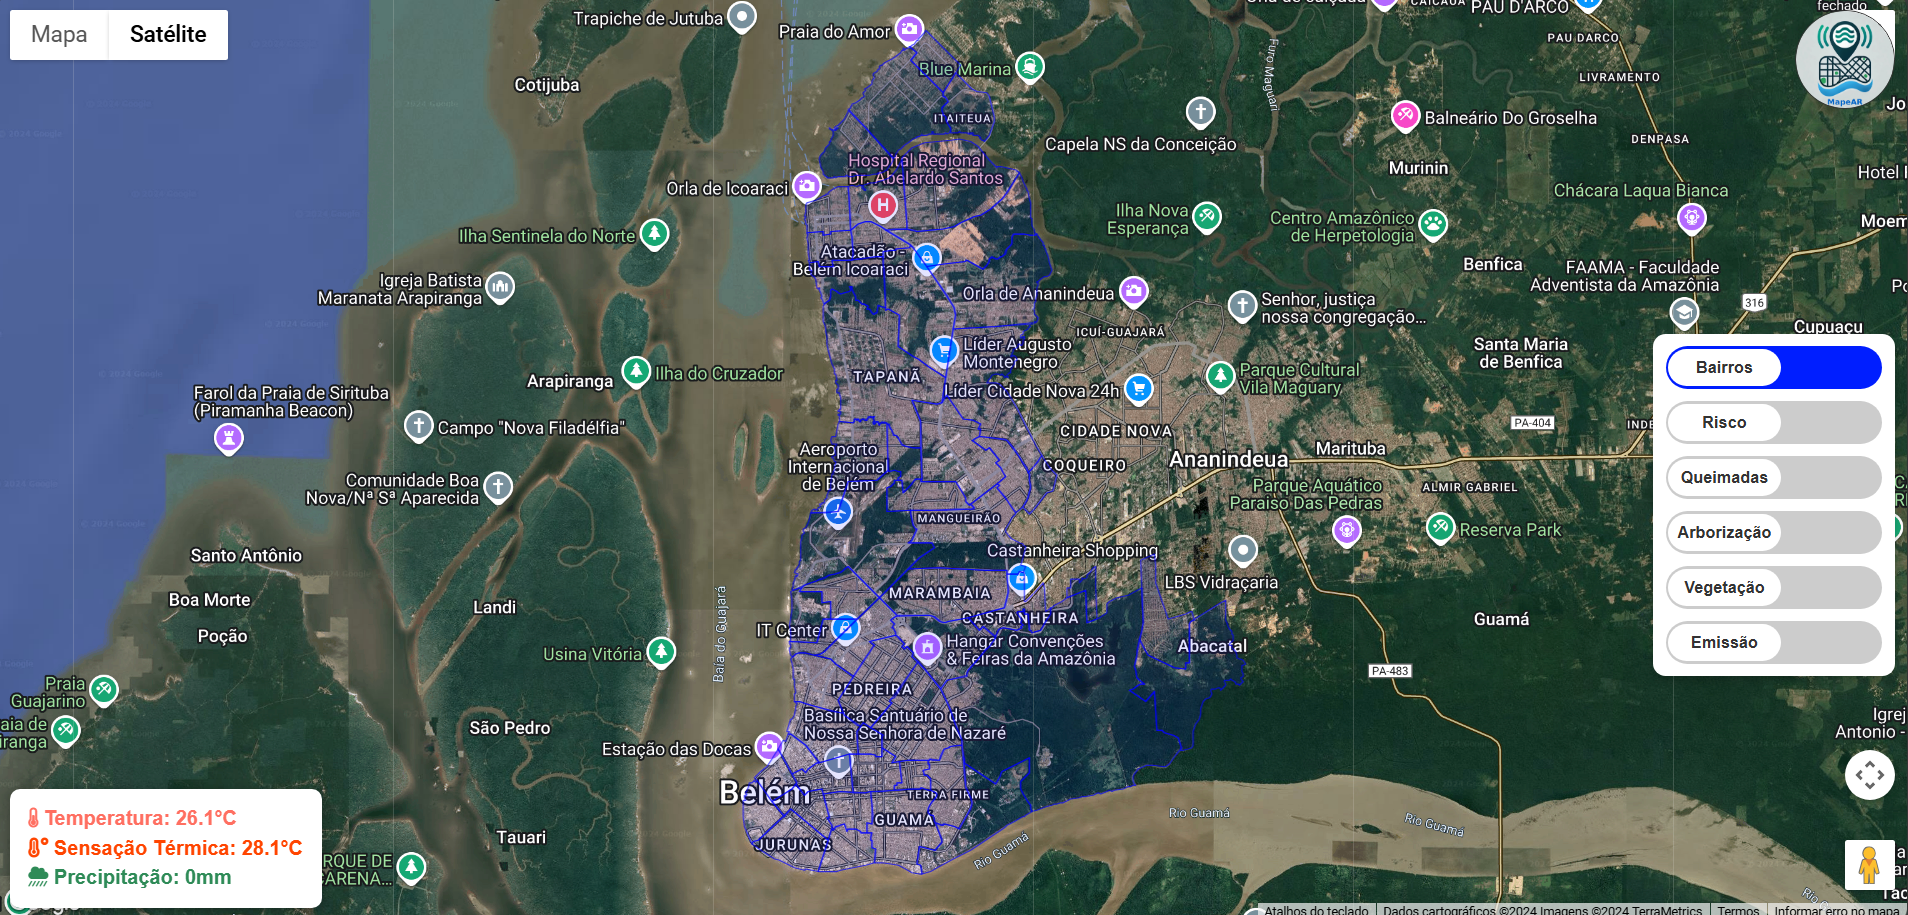 Mapa
Satélite
Trapiche de Jutuba
Praia do Amor
Blue Marina
PAU D'ARCO
fechado
PAU DARCO
LIVRAMENTO
MapeAR
Cotijuba
ITAITEUA
Furo Maguari
Capela NS da Conceição
Balneário Do Groselha
DENPASA
Murinin
Hospital Regional
Dr. Abelardo Santos
Orla de Icoaraci
Chácara Laqua Bianca
Hotel
Ilha Nova
Esperança
Centro Amazônico
de Herpetologia
Ilha Sentinela do Norte
Atacadão -
Belém Icoaraci
Benfica
FAAMA - Faculdade
Adventista da Amazônia
Igreja Batista
Maranata Arapiranga
Orla de Ananindeua
Senhor, justiça
nossa congregação...
316
Cupuaçu
ICUÍ-GUAJARÁ
Líder Augusto
Montenegro
Santa Maria
de Benfica
Bairros
TAPANÃ
Arapiranga
Ilha do Cruzador
Líder Cidade Nova 24h
Parque Cultural
Vila Maguary
Farol da Praia de Sirituba
(Piramanha Beacon)
Campo "Nova Filadélfia"
CIDADE NOVA
PA-404
Risco
Aeroporto
Internacional
de Belém
COQUEIRO
Ananindeua
Marituba
Comunidade Boa
Nova/Nª Sª Aparecida
Parque Aquático
Paraiso Das Pedras
ALMIR GABRIEL
Queimadas
MANGUEIRÃO
Reserva Park
Arborização
Santo Antônio
Castanheira Shopping
LBS Vidraçaria
Boa Morte
Landi
MARAMBAIA
Vegetação
Poção
IT Center
CASTANHEIRA
Guamá
Baía do Guajará
Usina Vitória
Hangar Convenções
& Feiras da Amazônia
Abacatal
Emissão
Praia
Guajarino
PEDREIRA
PA-483
São Pedro
Basílica Santuário de
Nossa Senhora de Nazaré
Estação das Docas
Belém
TERRA FIRME
GUAMÁ
Rio Guamá
Rio Guamá
Temperatura: 26.1°C
Sensação Térmica: 28.1°C
Precipitação: 0mm
Tauari
JURUNAS
Rio Guamá
Atalhos do teclado
Dados cartográficos ©2024 Imagens ©2024 TerraMetrics
Termos
Informar erro no mapa